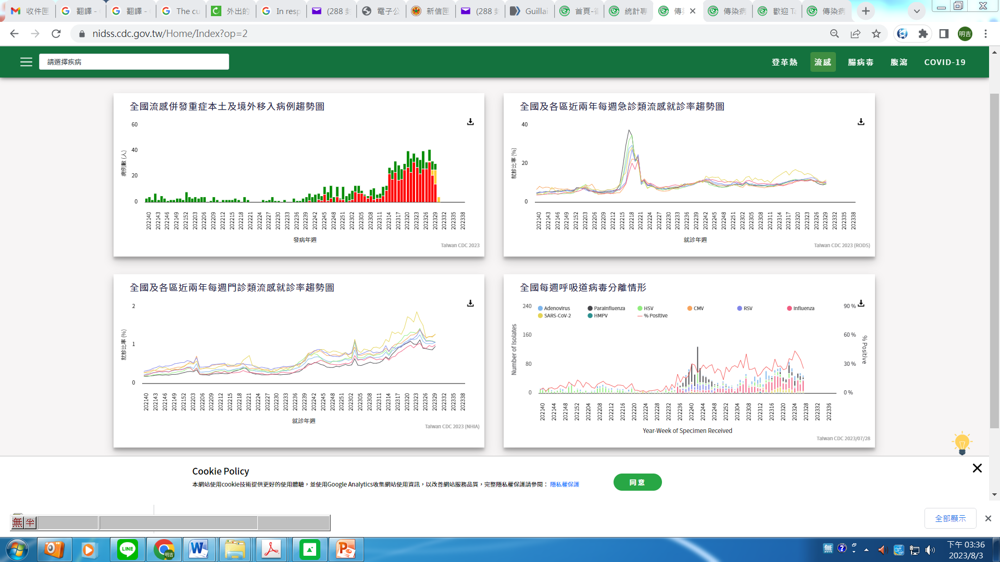 收件匣
翻譯 -
翻譯 -
The cu
外出的
In resp
(288 封
電子公
新信匣
(288 封
Guillai
首頁-衛
統計專
傳染
傳染病
歡迎 Ta
傳染病
nidss.cdc.gov.tw/Home/Index?op=2
明吉
請選擇疾病
登革熱
流感
腸病毒
腹瀉
COVID-19
全國流感併發重症本土及境外移入病例趨勢圖
60
40
20
0
病例數 (人)
202140 202143 202146 202149 202152 202203 202206 202209 202212 202215 202218 202221 202224 202227 202230 202233 202236 202239 202242 202245 202248 202251 202302 202305 202308 202311 202314 202317 202320 202323 202326 202329 202332 202335 202338
發病年週
Taiwan CDC 2023
全國及各區近兩年每週急診類流感就診率趨勢圖
40
20
0
就診比率 (%)
202140 202143 202146 202149 202152 202203 202206 202209 202212 202215 202218 202221 202224 202227 202230 202233 202236 202239 202242 202245 202248 202251 202302 202305 202308 202311 202314 202317 202320 202323 202326 202329 202332 202335 202338
就診年週
Taiwan CDC 2023 (RODS)
全國及各區近兩年每週門診類流感就診率趨勢圖
2
1
0
就診比率 (%)
202140 202143 202146 202149 202152 202203 202206 202209 202212 202215 202218 202221 202224 202227 202230 202233 202236 202239 202242 202245 202248 202251 202302 202305 202308 202311 202314 202317 202320 202323 202326 202329 202332 202335 202338
就診年週
Taiwan CDC 2023 (NHIA)
全國每週呼吸道病毒分離情形
Adenovirus Parainfluenza HSV CMV RSV Influenza
SARS-CoV-2 HMPV % Positive
240
160
80
0
Number of Isolates
90 %
60 %
30 %
0 %
% Positive
202140 202144 202148 202152 202204 202208 202212 202216 202220 202224 202228 202232 202236 202240 202244 202248 202252 202304 202308 202312 202316 202320 202324 202328 202332 202336
Year-Week of Specimen Received
Taiwan CDC 2023/07/28
Cookie Policy
本網站使用cookie技術提供更好的使用體驗，並使用Google Analytics收集網站使用資訊，以改善網站服務品質，完整隱私權保護請參閱： 隱私權保護
同意
無半
全部顯示
LINE
明吉
無
下午 03:36
2023/8/3